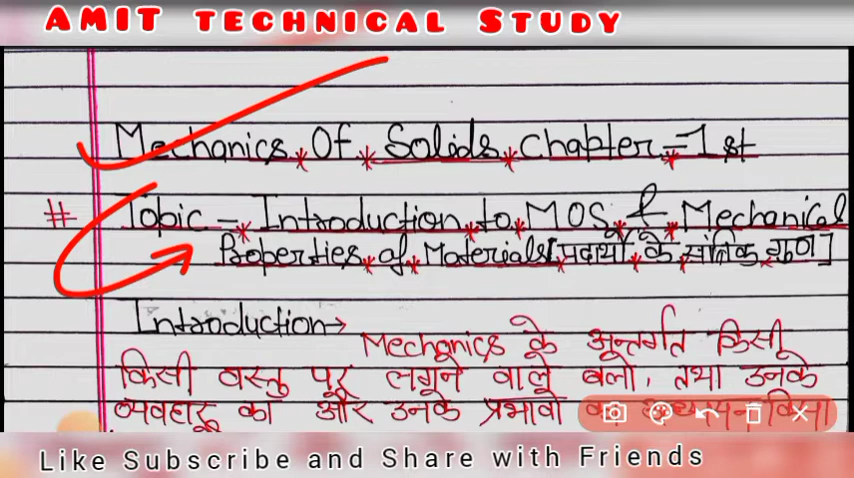 AMIT TECHNICAL STUDY
Mechanics Of Solids Chapter - 1st
# Topic - Introduction to MOS & Mechanical
Properties of Materials [पदार्थो के यांत्रिक गुण]
Introduction →
Mechanics के अन्तर्गत किसी
किसी वस्तु पर लगने वाले बलो, तथा उनके
व्यवहार का और उनके प्रभावो का अध्ययन किया
Like Subscribe and Share with Friends